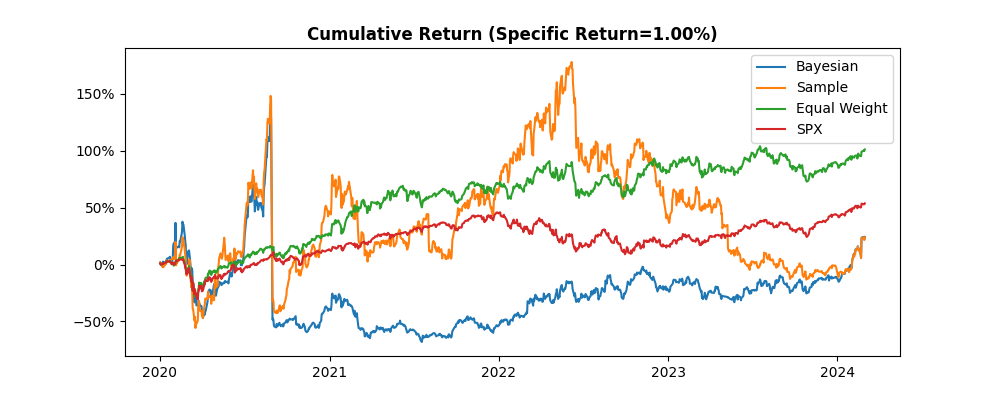 Cumulative Return (Specific Return=1.00%)
150%
100%
50%
0%
−50%
2020
2021
2022
2023
2024
Bayesian
Sample
Equal Weight
SPX